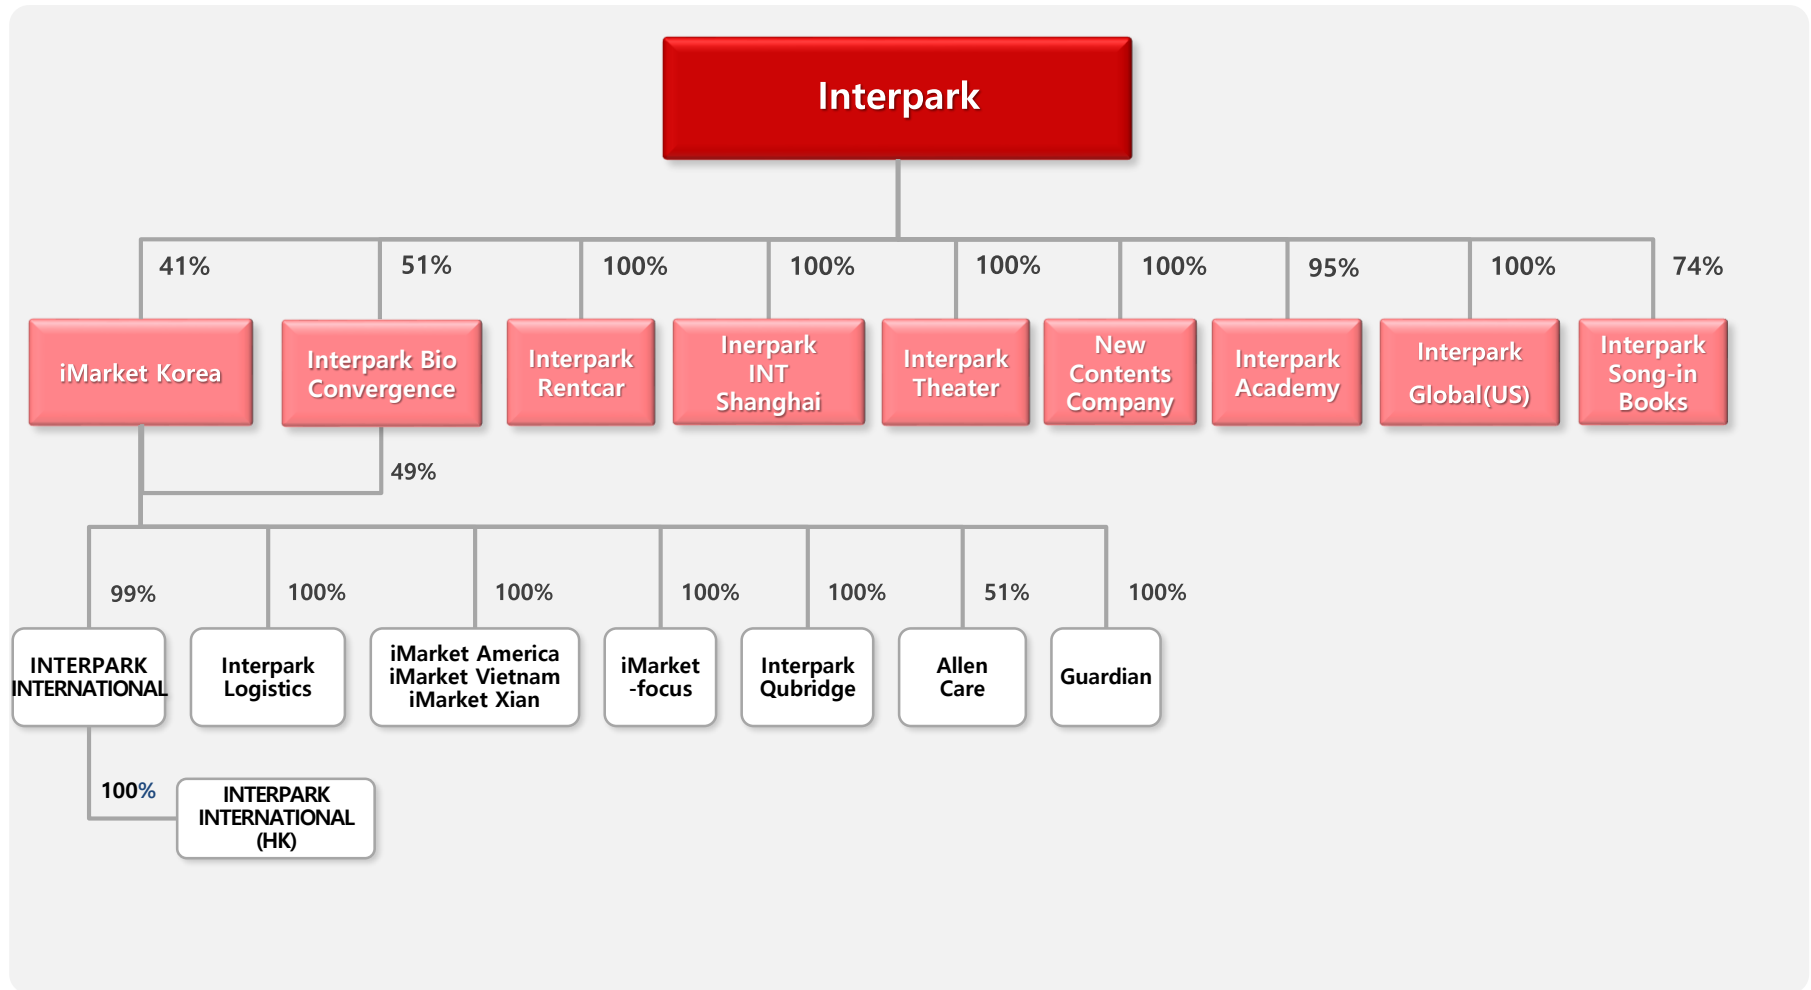 Interpark
41%
51%
100%
100%
100%
100%
95%
100%
74%
iMarket Korea
Interpark Bio
Convergence
Interpark
Rentcar
Inerpark
INT
Shanghai
Interpark
Theater
New
Contents
Company
Interpark
Academy
Interpark
Global(US)
Interpark
Song-in
Books
49%
99%
100%
100%
100%
100%
51%
100%
INTERPARK
INTERNATIONAL
Interpark
Logistics
iMarket America
iMarket Vietnam
iMarket Xian
iMarket
-focus
Interpark
Qubridge
Allen
Care
Guardian
100%
INTERPARK
INTERNATIONAL
(HK)